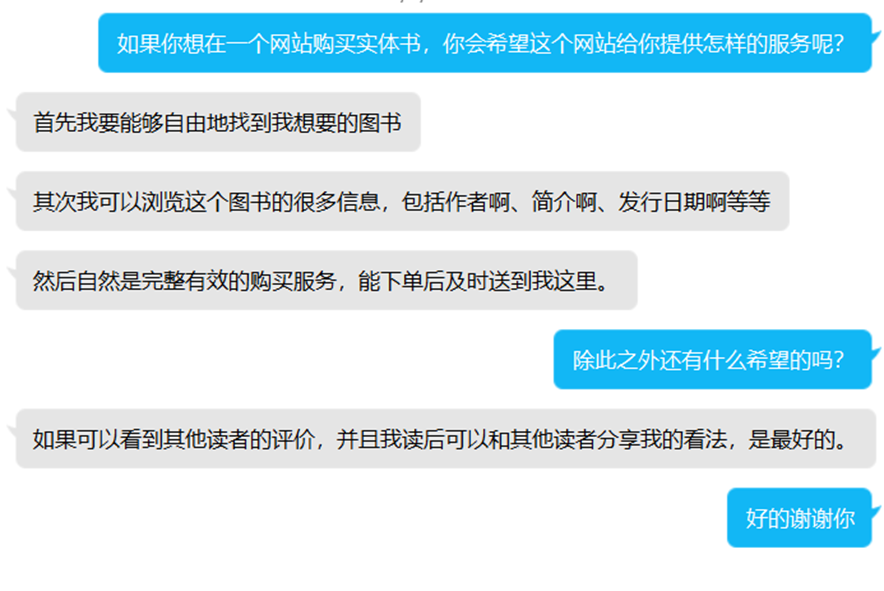 如果你想在一个网站购买实体书，你会希望这个网站给你提供怎样的服务呢？
首先我要能够自由地找到我想要的图书
其次我可以浏览这个图书的很多信息，包括作者啊、简介啊、发行日期啊等等
然后自然是完整有效的购买服务，能下单后及时送到我这里。
除此之外还有什么希望的吗？
如果可以看到其他读者的评价，并且我读后可以和其他读者分享我的看法，是最好的。
好的谢谢你